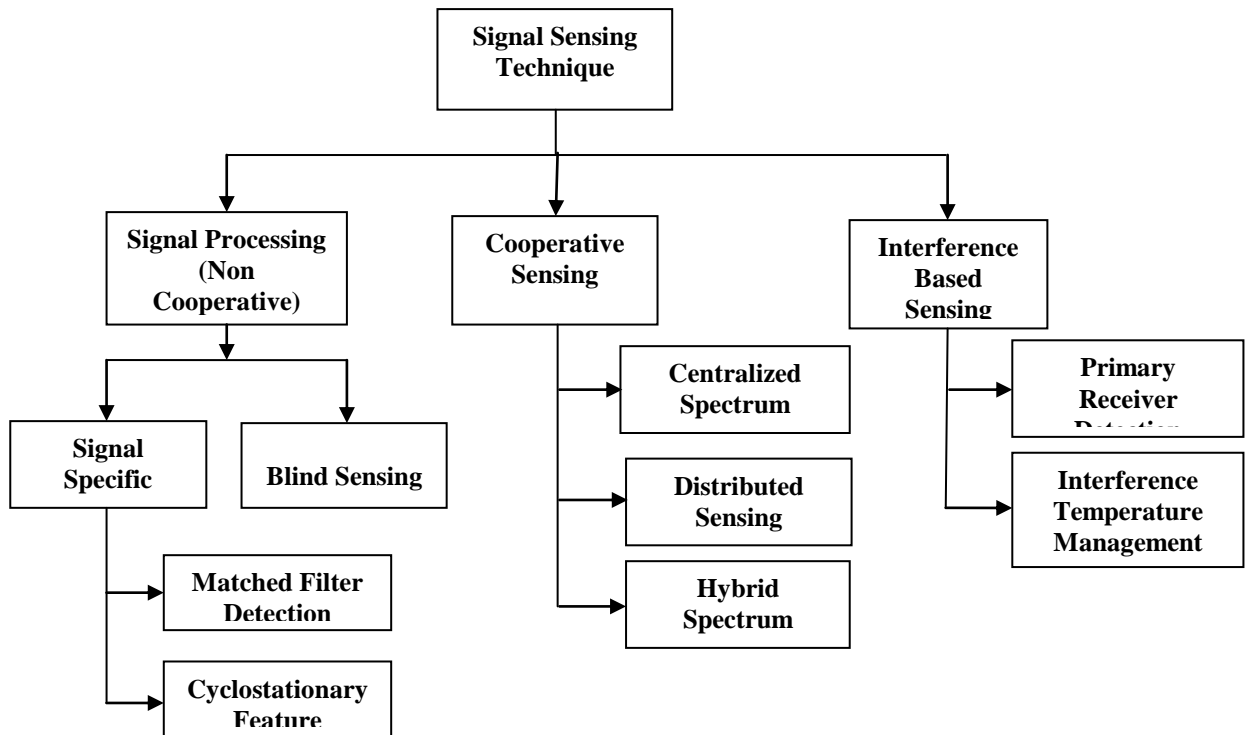 Signal Sensing
Technique
Signal Processing
(Non
Cooperative)
Cooperative
Sensing
Interference
Based
Sensing
Signal
Specific
Blind Sensing
Centralized
Spectrum
Distributed
Sensing
Hybrid
Spectrum
Primary
Receiver
Detection
Interference
Temperature
Management
Matched Filter
Detection
Cyclostationary
Feature